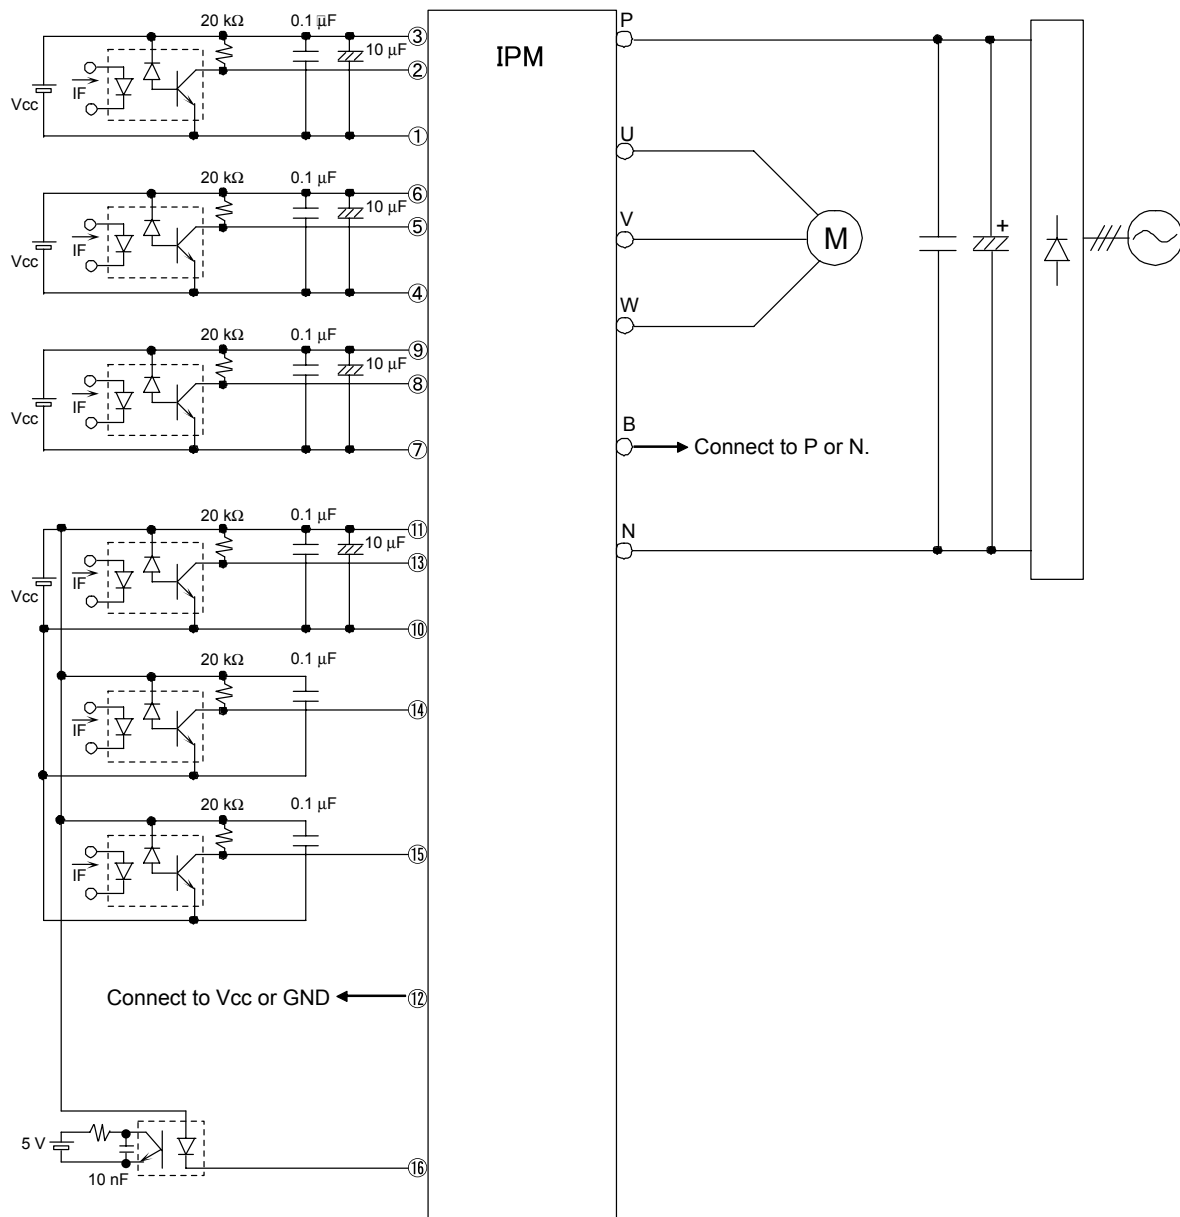 20 kΩ 0.1 μF
③ IPM P
10 μF
②
IF
Vcc
①
U
20 kΩ 0.1 μF
⑥
10 μF
⑤
V
M
IF
Vcc
④
W
20 kΩ 0.1 μF
⑨
10 μF
⑧
IF
Vcc
B
⑦ Connect to P or N.
20 kΩ 0.1 μF
⑪
N
10 μF
⑬
IF
Vcc
⑩
20 kΩ 0.1 μF
⑭
IF
20 kΩ 0.1 μF
⑮
IF
Connect to Vcc or GND ⑫
5 V
⑯
10 nF
+